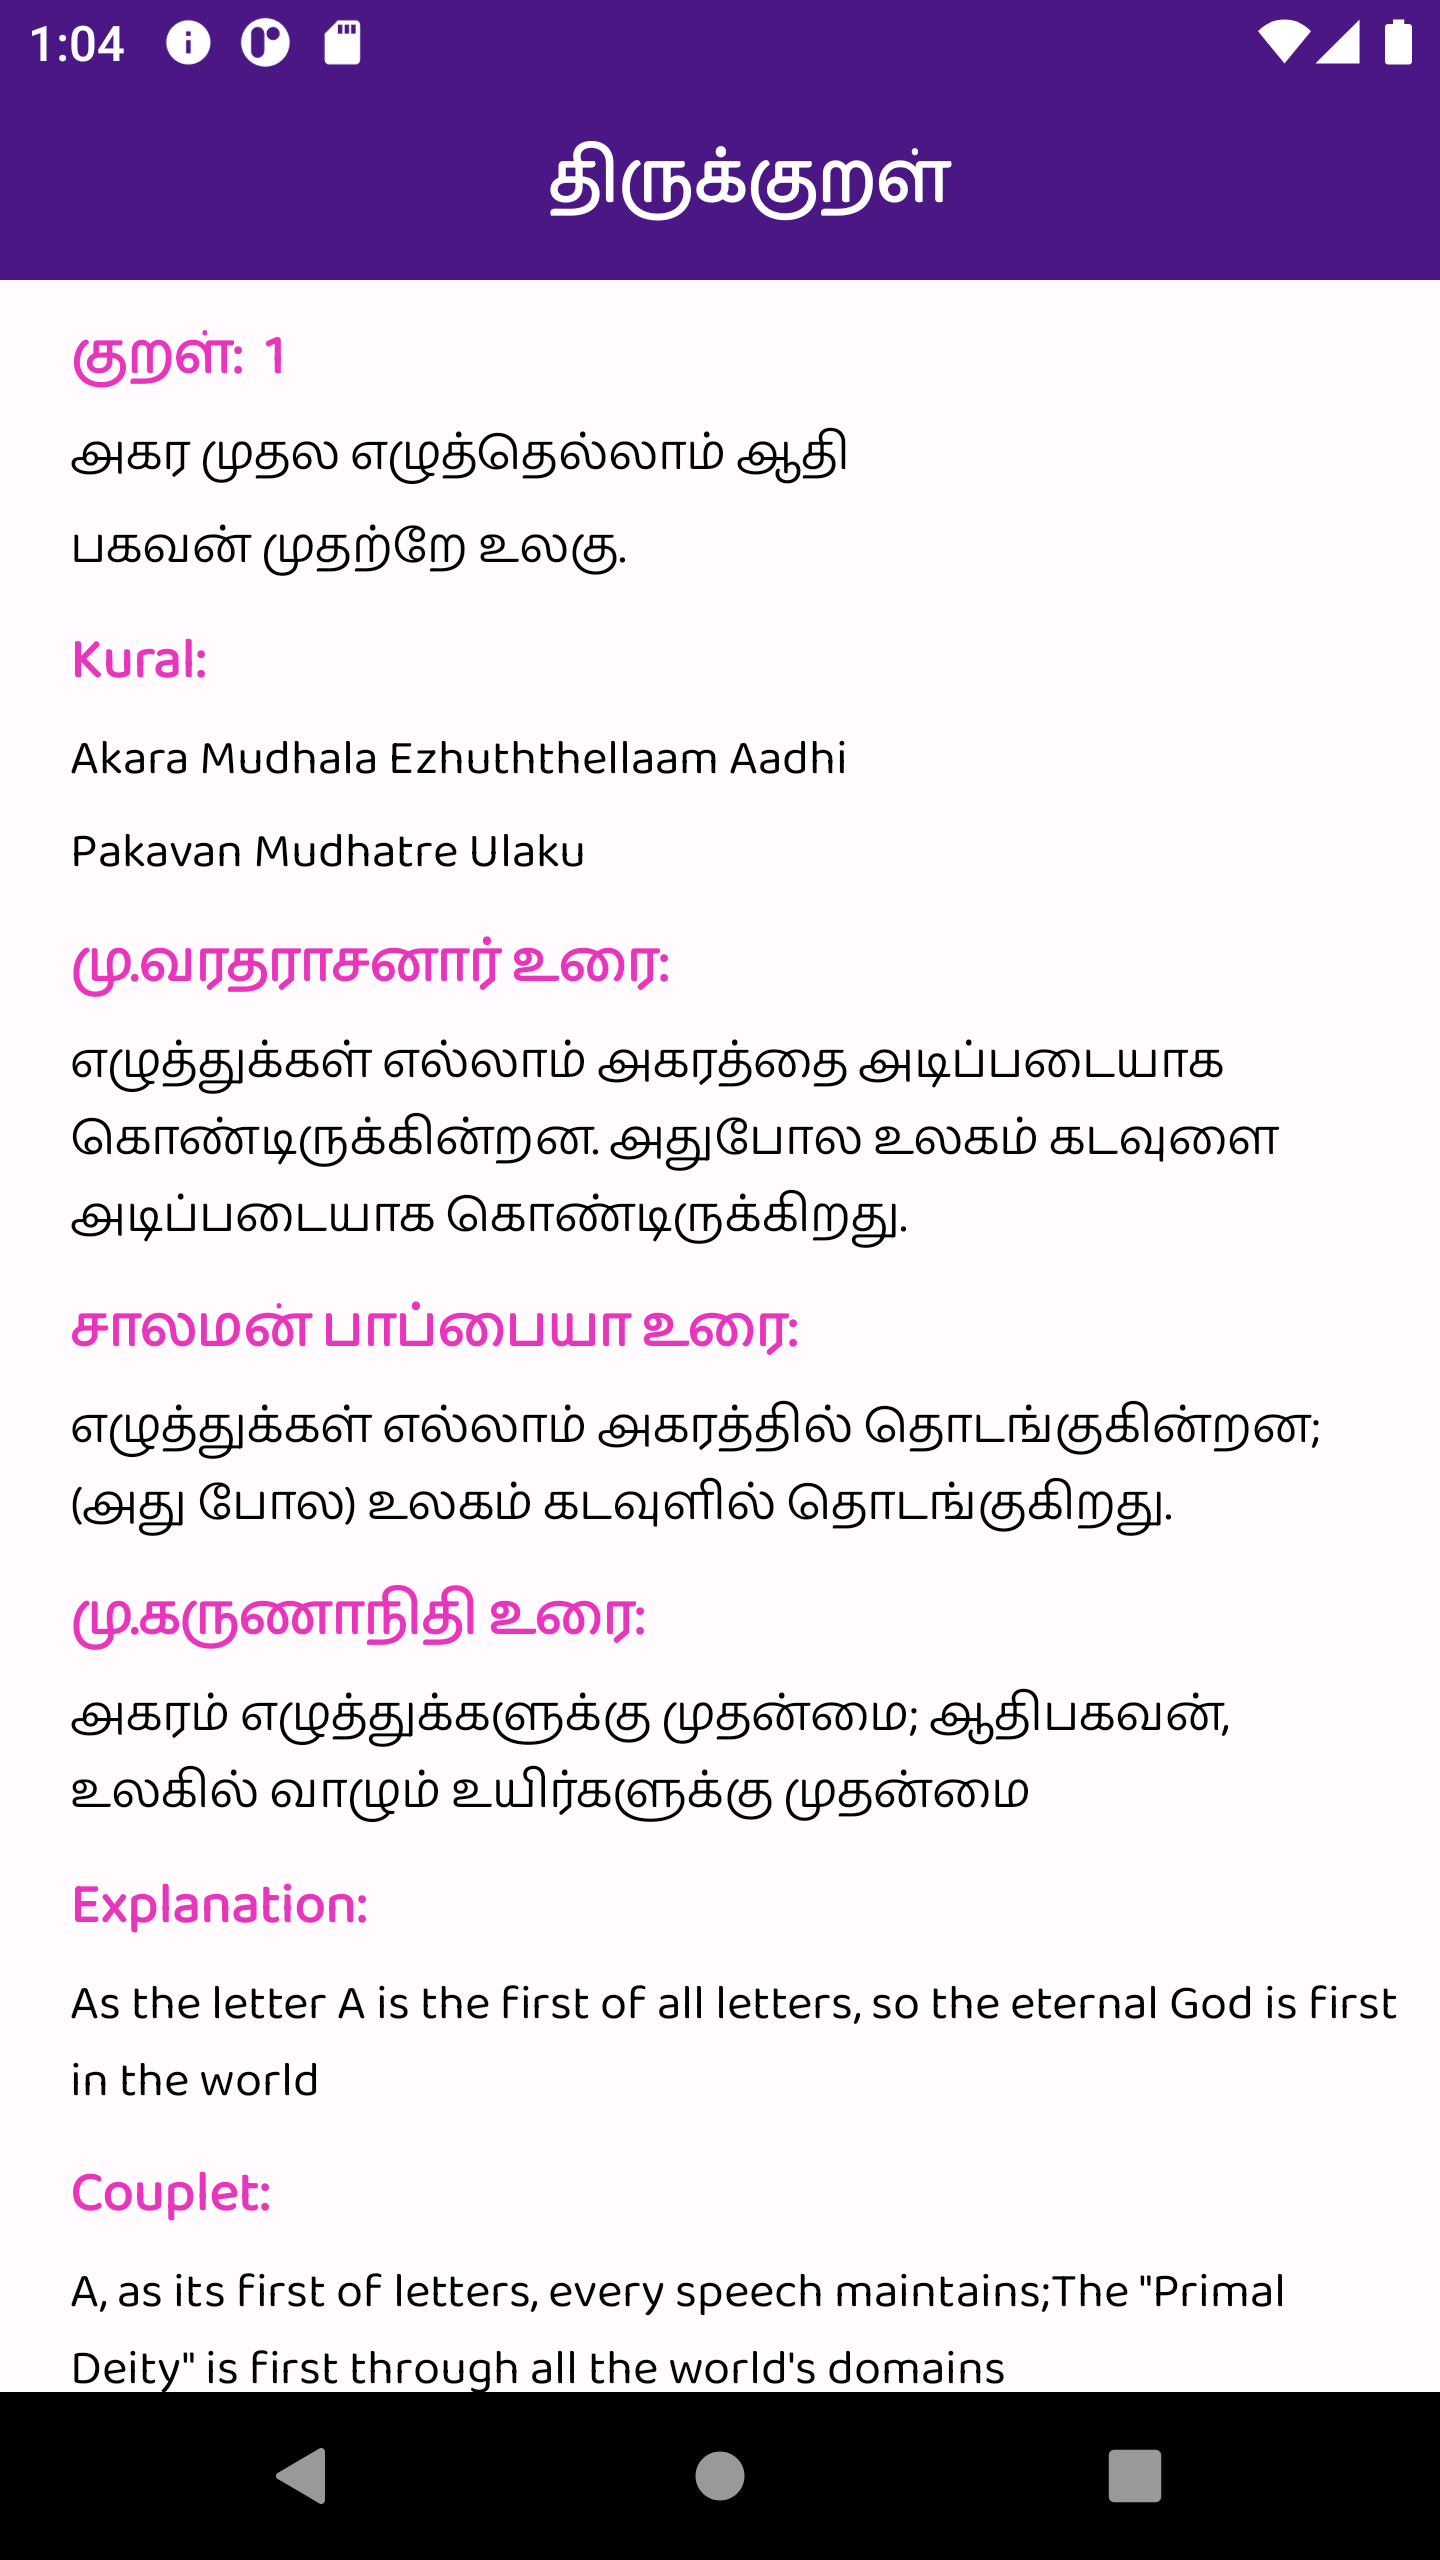 1:04
திருக்குறள்
குறள்: 1
அகர முதல எழுத்தெல்லாம் ஆதி
பகவன் முதற்றே உலகு.
Kural:
Akara Mudhala Ezhuththellaam Aadhi
Pakavan Mudhatre Ulaku
மு.வரதராசனார் உரை:
எழுத்துக்கள் எல்லாம் அகரத்தை அடிப்படையாக
கொண்டிருக்கின்றன. அதுபோல உலகம் கடவுளை
அடிப்படையாக கொண்டிருக்கிறது.
சாலமன் பாப்பையா உரை:
எழுத்துக்கள் எல்லாம் அகரத்தில் தொடங்குகின்றன;
(அது போல) உலகம் கடவுளில் தொடங்குகிறது.
மு.கருணாநிதி உரை:
அகரம் எழுத்துக்களுக்கு முதன்மை; ஆதிபகவன்,
உலகில் வாழும் உயிர்களுக்கு முதன்மை
Explanation:
As the letter A is the first of all letters, so the eternal God is first
in the world
Couplet:
A, as its first of letters, every speech maintains;The "Primal
Deity" is first through all the world's domains